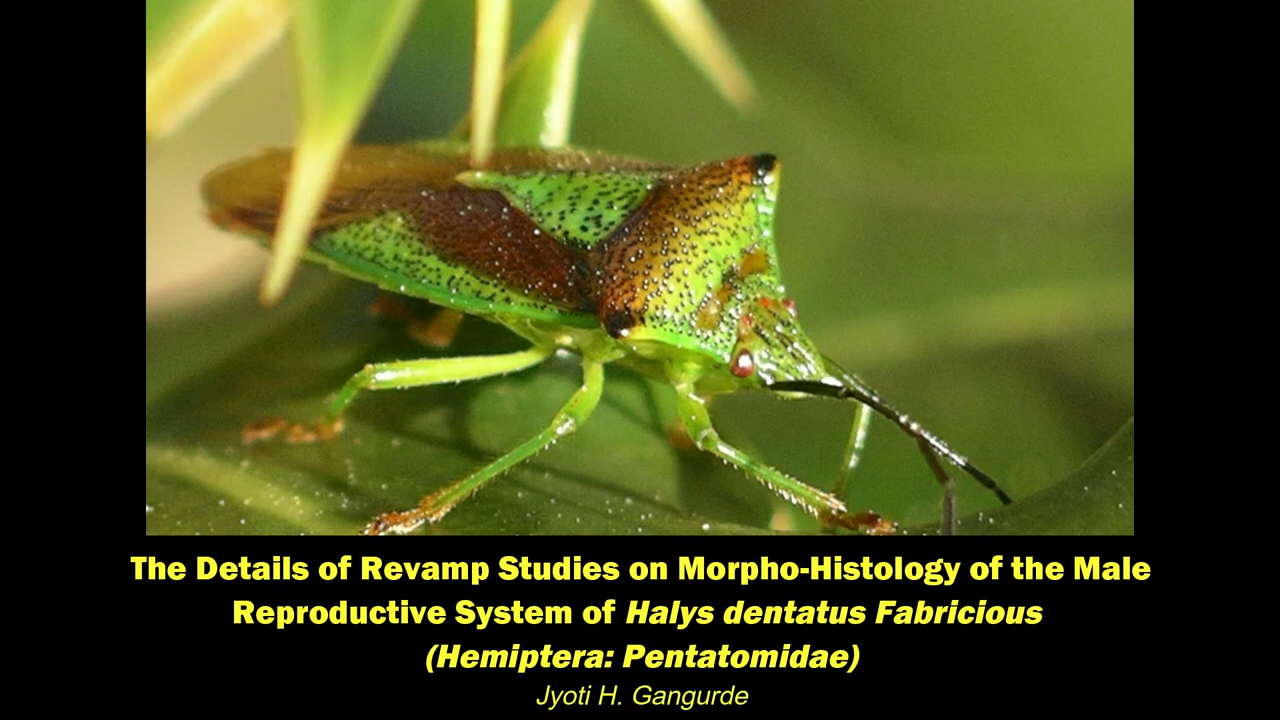 The Details of Revamp Studies on Morpho-Histology of the Male
Reproductive System of Halys dentatus Fabricious
(Hemiptera: Pentatomidae)
Jyoti H. Gangurde